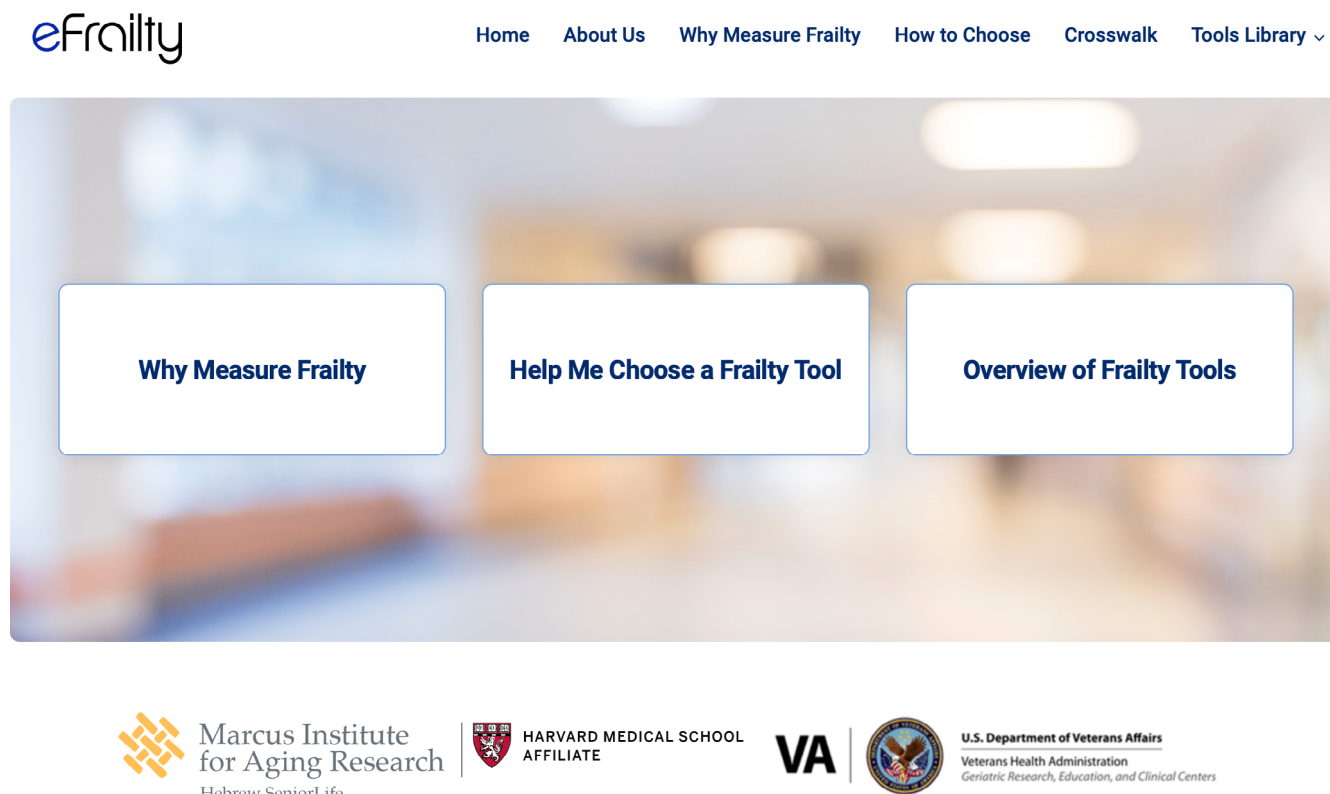 eFrailty
Home About Us Why Measure Frailty How to Choose Crosswalk Tools Library
Why Measure Frailty
Help Me Choose a Frailty Tool
Overview of Frailty Tools
Marcus Institute
for Aging Research
Hebrew SeniorLife
HARVARD MEDICAL SCHOOL
AFFILIATE
VA
U.S. Department of Veterans Affairs
Veterans Health Administration
Geriatric Research, Education, and Clinical Centers